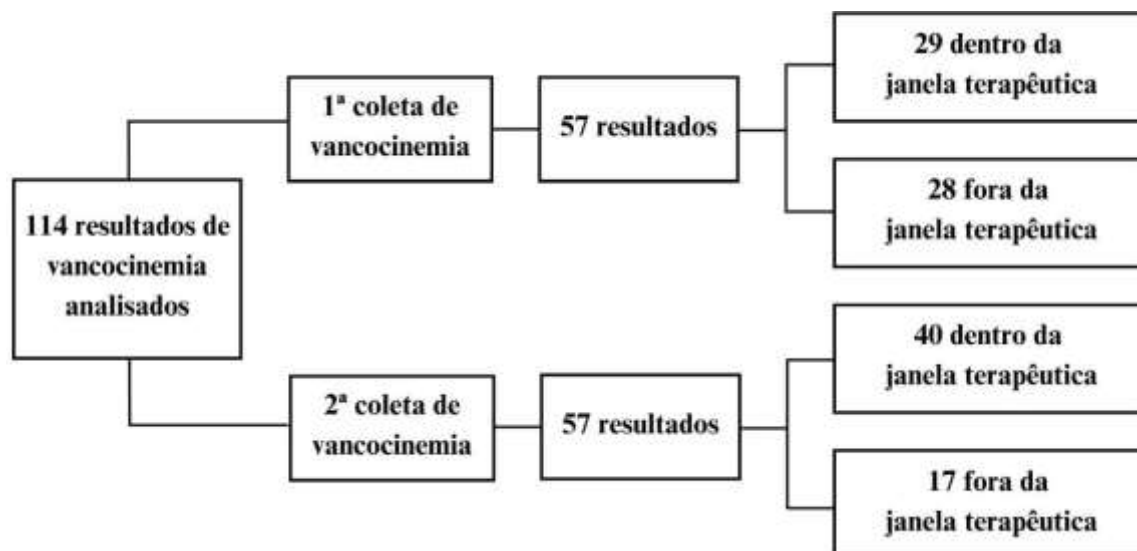 114 resultados de
vancocinemia
analisados
1ª coleta de
vancocinemia
57 resultados
29 dentro da
janela terapêutica
28 fora da
janela terapêutica
2ª coleta de
vancocinemia
57 resultados
40 dentro da
janela terapêutica
17 fora da
janela terapêutica